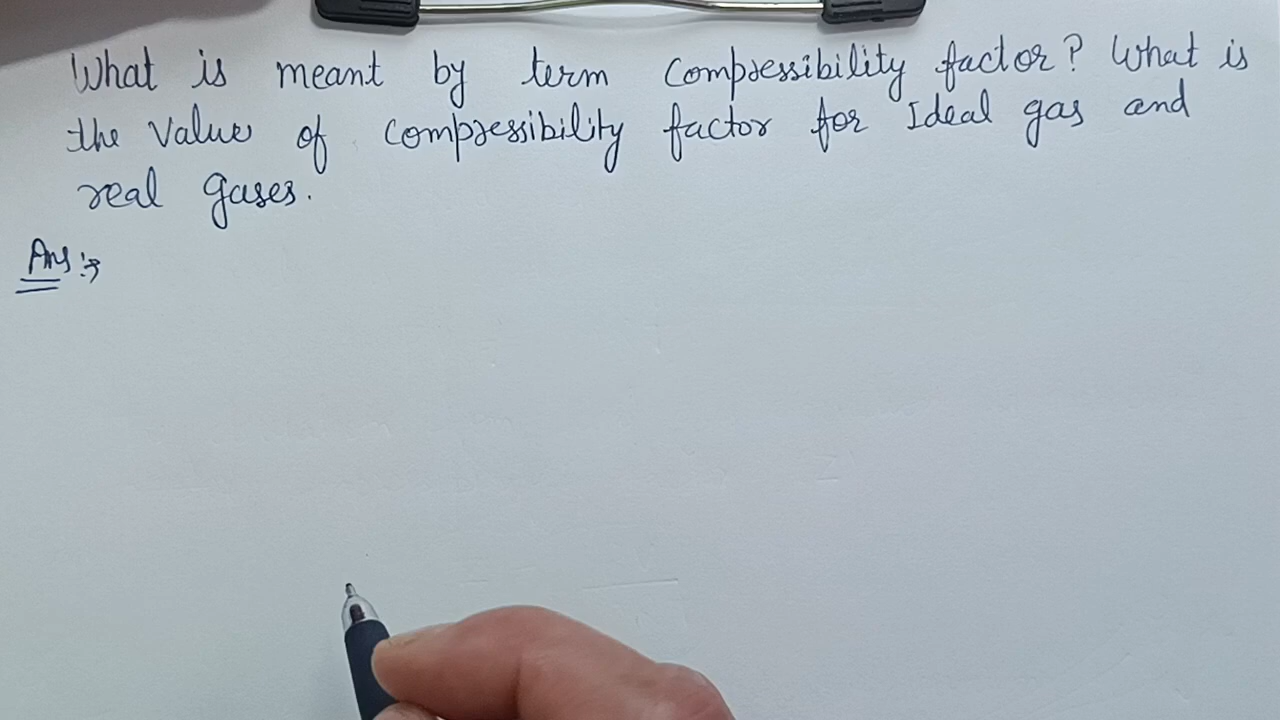 What is meant by term compressibility factor? What is
the value of compressibility factor for Ideal gas and
real gases.
Ans :→